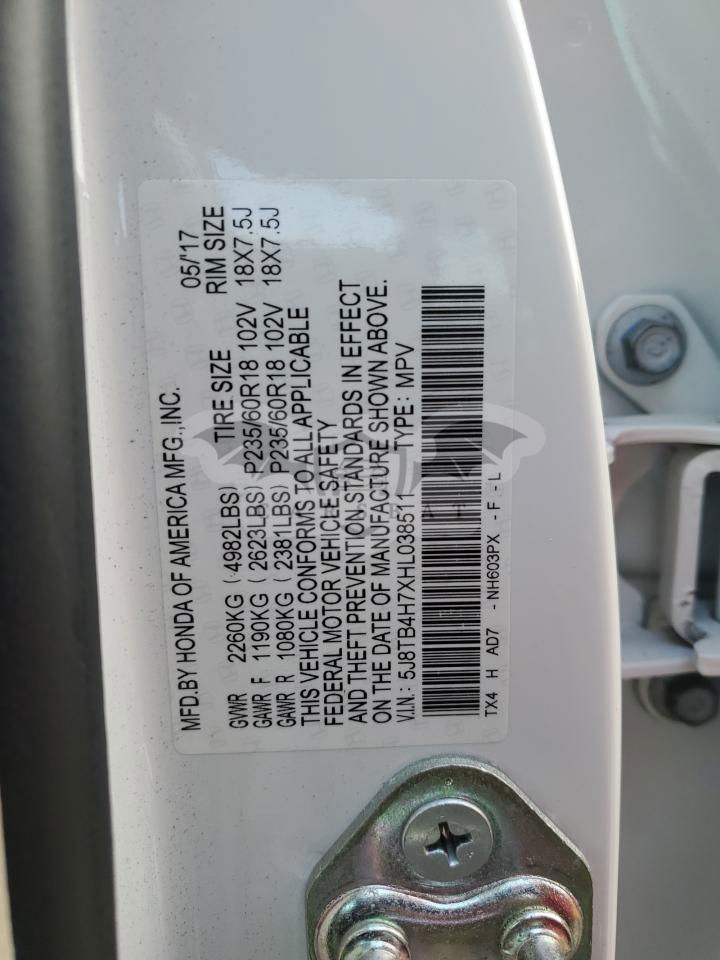 MFD.BY HONDA OF AMERICA MFG.,INC. 05/'17
TIRE SIZE RIM SIZE
GVWR 2260KG (4982LBS)
GAWR F 1190KG (2623LBS) P235/60R18 102V 18X7.5J
GAWR R 1080KG (2381LBS) P235/60R18 102V 18X7.5J
THIS VEHICLE CONFORMS TO ALL APPLICABLE
FEDERAL MOTOR VEHICLE SAFETY
AND THEFT PREVENTION STANDARDS IN EFFECT
ON THE DATE OF MANUFACTURE SHOWN ABOVE.
V.I.N.: 5J8TB4H7XHL038511 TYPE: MPV
TX4 H AD7 - NH603PX - F - L